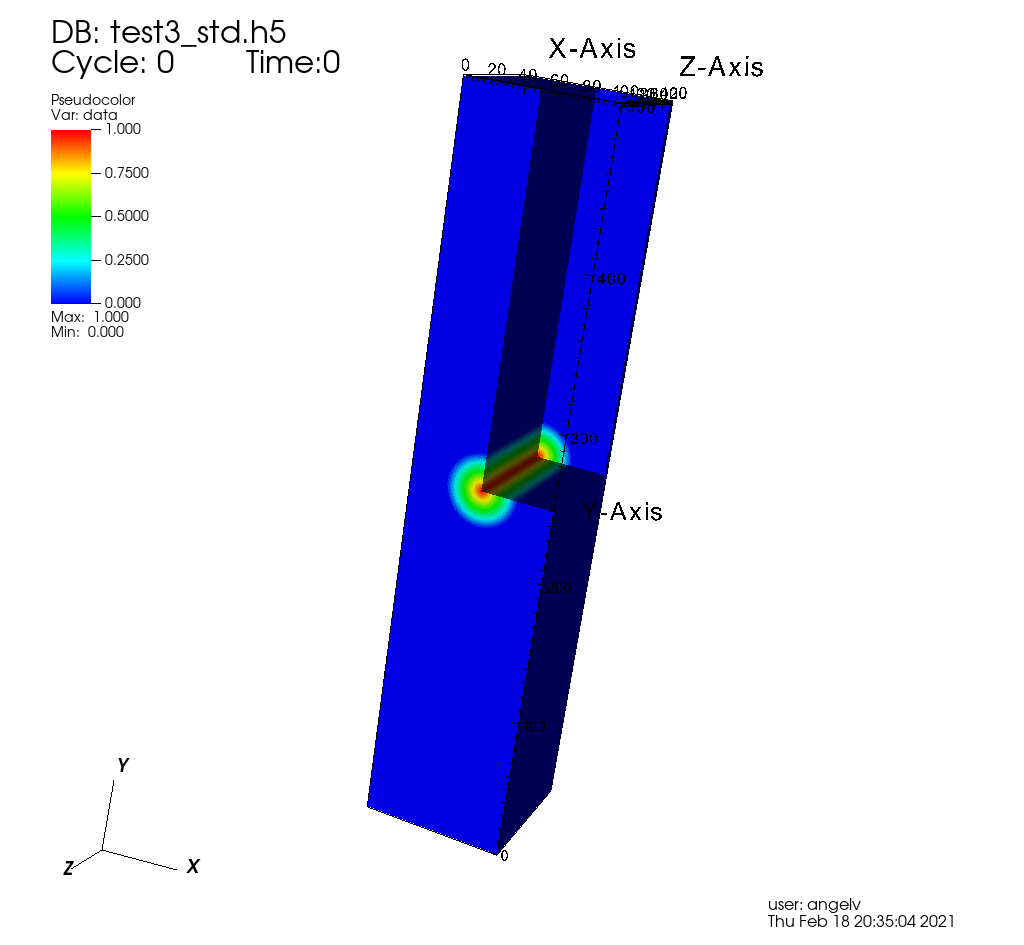 DB: test3_std.h5
Cycle: 0 Time:0
Pseudocolor
Var: data
1.000
0.7500
0.5000
0.2500
0.000
Max: 1.000
Min: 0.000
X-Axis
Z-Axis
0 20 40 60 80 100
400
300
Y-Axis
200
100
0
Y
Z X
user: angelv
Thu Feb 18 20:35:04 2021